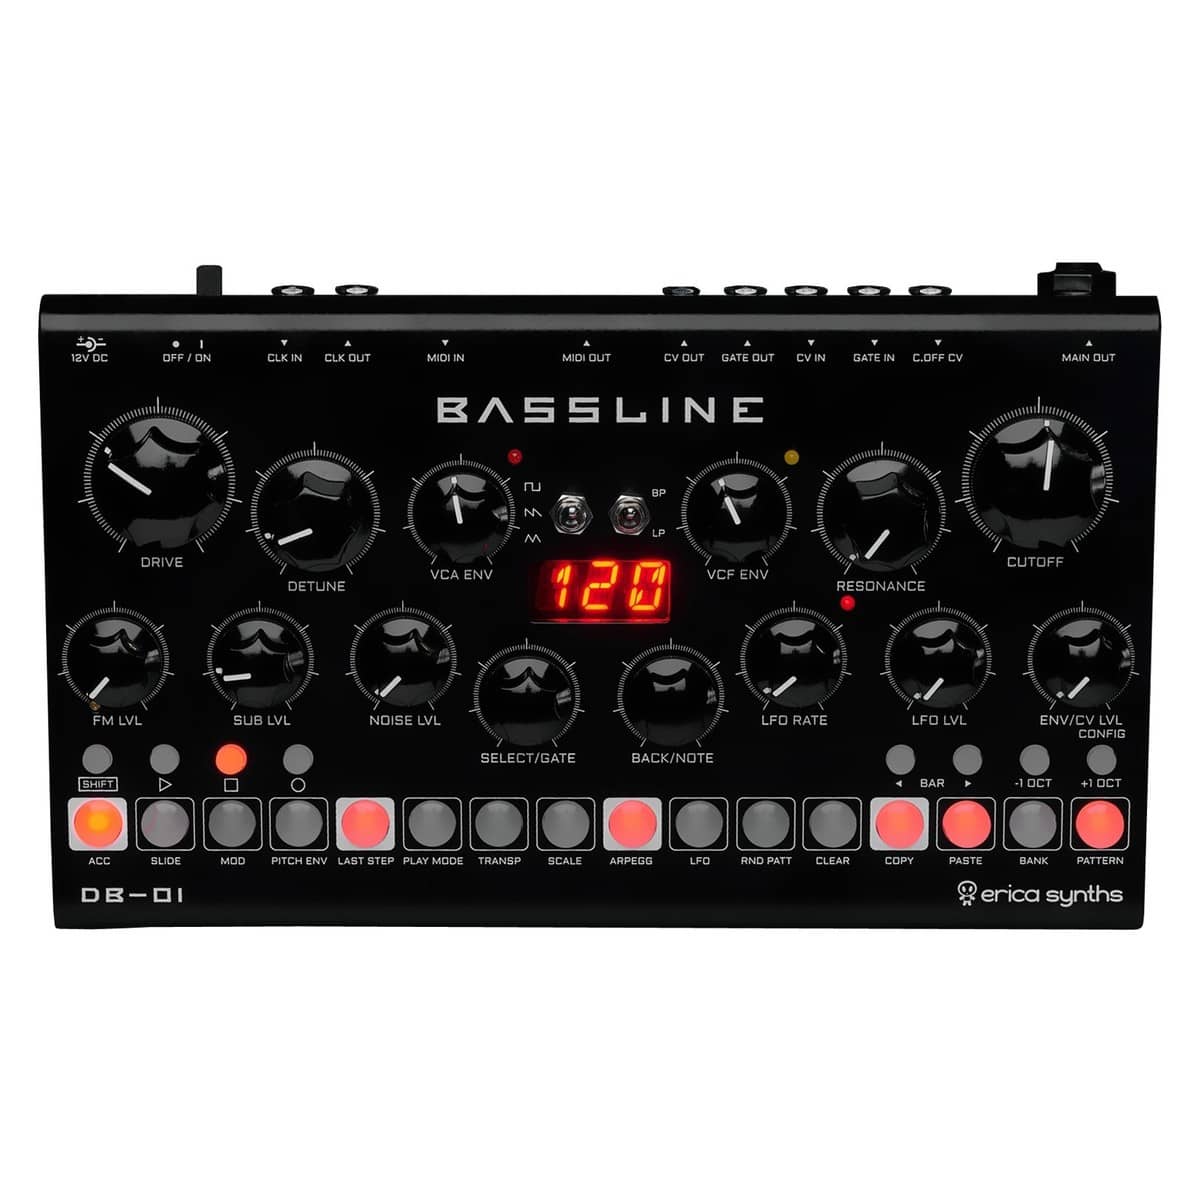 12V DC OFF / ON CLK IN CLK OUT MIDI IN MIDI OUT CV OUT GATE OUT CV IN GATE IN C.OFF CV MAIN OUT
BASSLINE
BP
LP
DRIVE DETUNE VCA ENV VCF ENV RESONANCE CUTOFF
120
FM LVL SUB LVL NOISE LVL LFO RATE LFO LVL ENV/CV LVL
CONFIG
SELECT/GATE BACK/NOTE
SHIFT BAR -1 OCT +1 OCT
ACC SLIDE MOD PITCH ENV LAST STEP PLAY MODE TRANSP SCALE ARPEGG LFO RND PATT CLEAR COPY PASTE BANK PATTERN
DB-01 erica synths